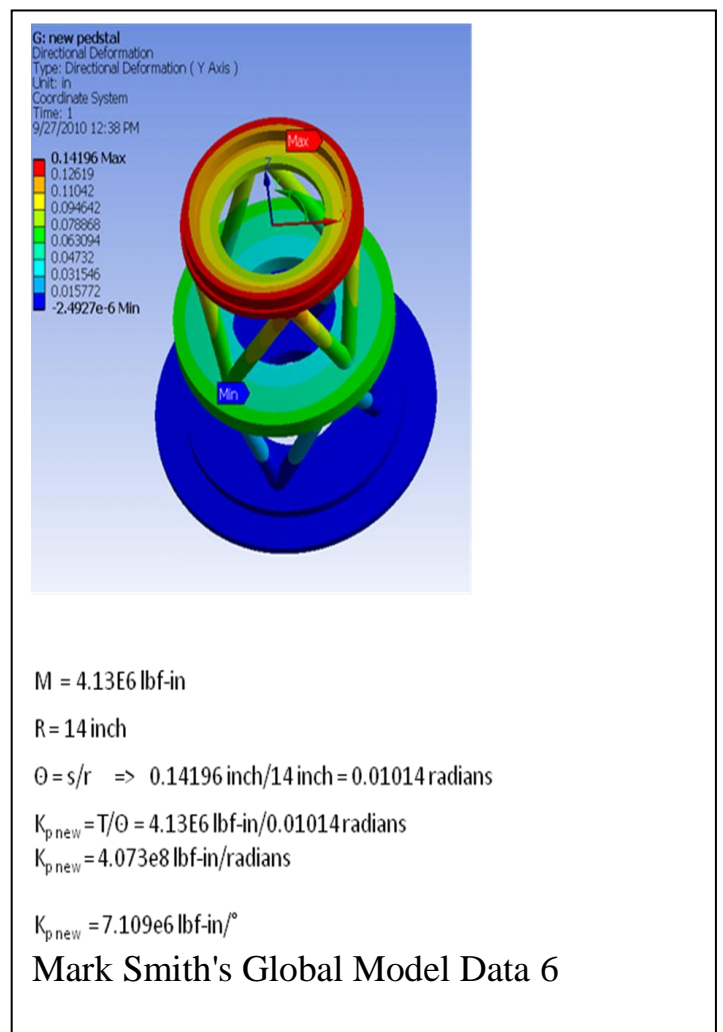 G: new pedstal
Directional Deformation
Type: Directional Deformation ( Y Axis )
Unit: in
Coordinate System
Time: 1
9/27/2010 12:38 PM
0.14196 Max
0.12619
0.11042
0.094642
0.078868
0.063094
0.04732
0.031546
0.015772
-2.4927e-6 Min
Max
Z
X
Min
M = 4.13E6 lbf-in
R = 14 inch
Θ = s/r => 0.14196 inch/14 inch = 0.01014 radians
Kp new = T/Θ = 4.13E6 lbf-in/0.01014 radians
Kp new = 4.073e8 lbf-in/radians
Kp new = 7.109e6 lbf-in/°
Mark Smith's Global Model Data 6